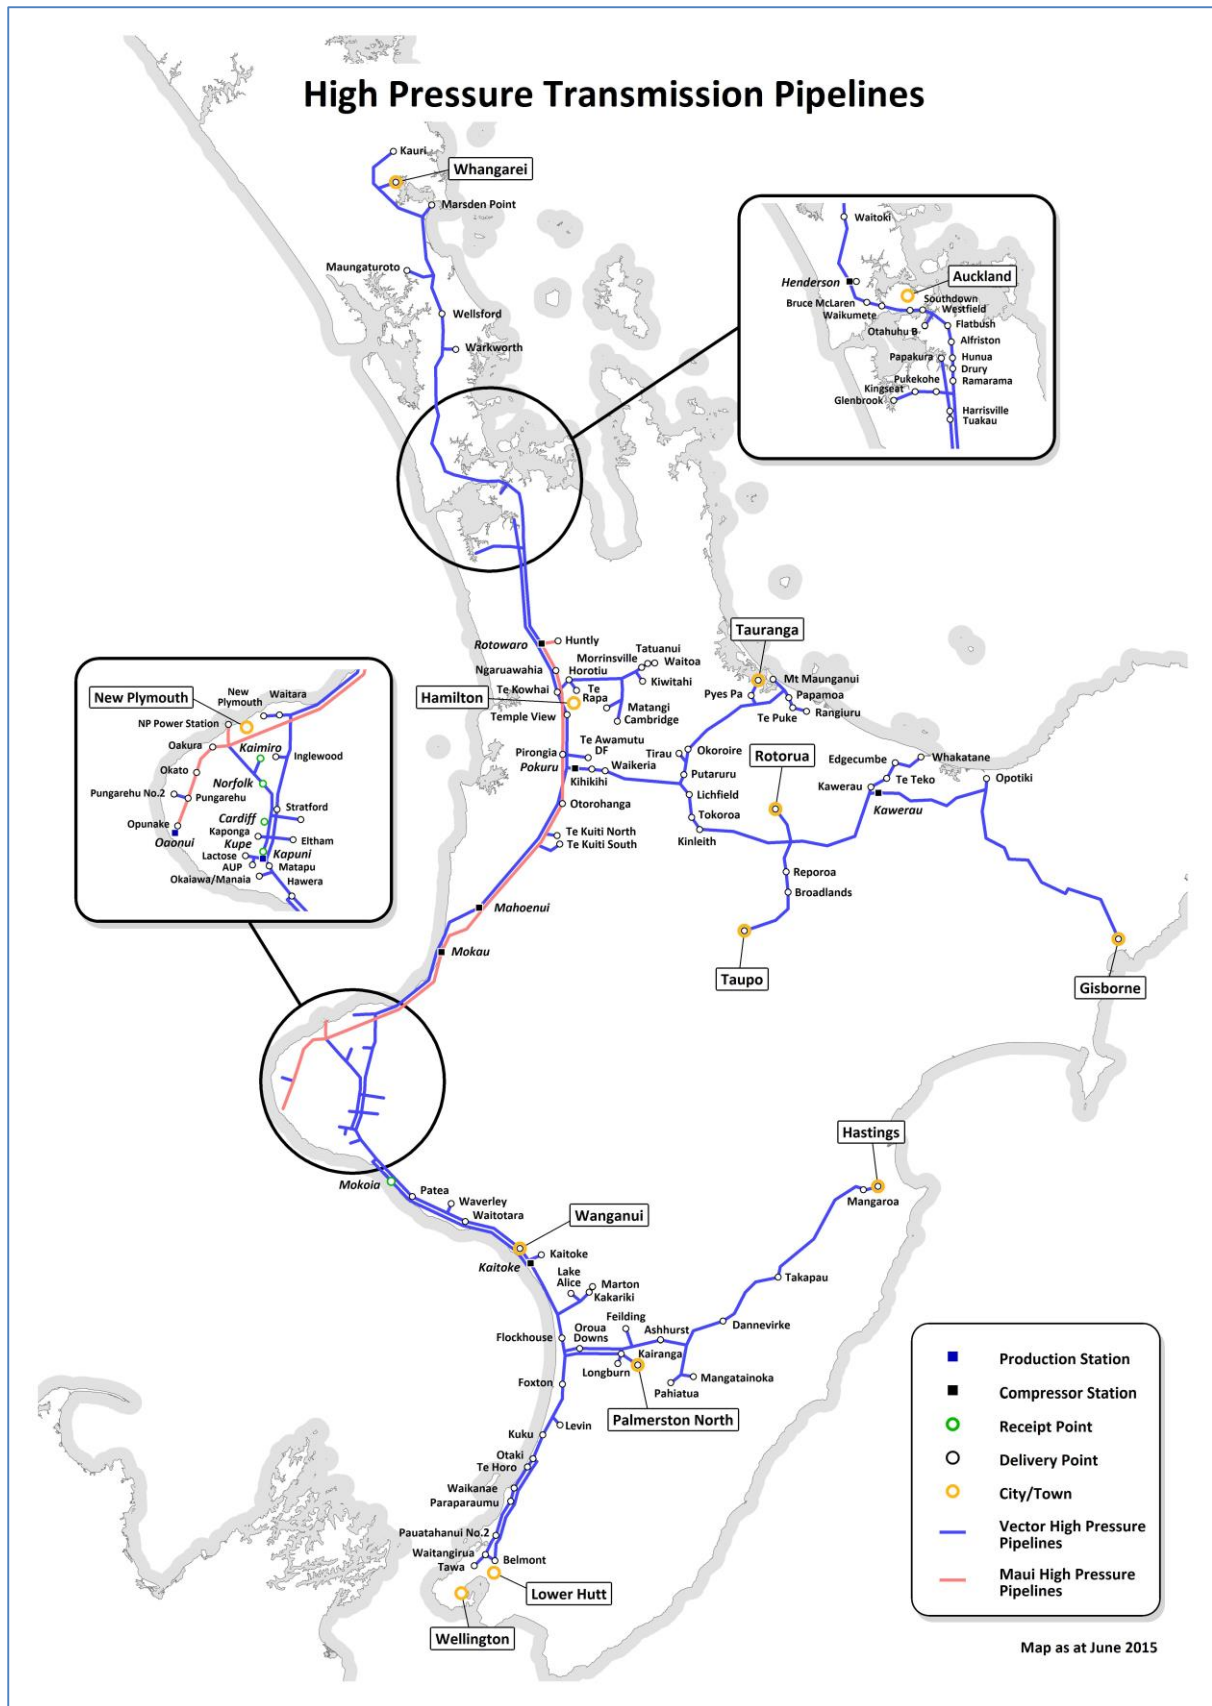 High Pressure Transmission Pipelines
Kauri
Whangarei
Marsden Point
Maungaturoto
Wellsford
Warkworth
Waitoki
Henderson
Auckland
Bruce McLaren
Southdown
Waikumete
Westfield
Otahuhu B
Flatbush
Alfriston
Papakura
Hunua
Drury
Pukekohe
Ramarama
Kingseat
Glenbrook
Harrisville
Tuakau
Rotowaro
Huntly
Tatuanui
Morrinsville
Waitoa
Ngaruawahia
Horotiu
Kiwitahi
Te Kowhai
Te
Rapa
Hamilton
Matangi
Temple View
Cambridge
Tauranga
Mt Maunganui
Pyes Pa
Papamoa
Te Puke
Rangiuru
Te Awamutu
DF
Pirongia
Pokuru
Waikeria
Kihikihi
Tirau
Okoroire
Rotorua
Putaruru
Lichfield
Otorohanga
Tokoroa
Kinleith
Edgecumbe
Whakatane
Te Teko
Opotiki
Kawerau
Kawerau
Te Kuiti North
Te Kuiti South
Reporoa
Broadlands
Mahoenui
Mokau
Taupo
Gisborne
New Plymouth
New
Plymouth
Waitara
NP Power Station
Oakura
Kaimiro
Inglewood
Okato
Norfolk
Pungarehu No.2
Pungarehu
Stratford
Cardiff
Opunake
Kaponga
Oaonui
Kupe
Eltham
Lactose
Kapuni
AUP
Matapu
Okaiawa/Manaia
Hawera
Hastings
Mangaroa
Mokoia
Patea
Waverley
Waitotara
Wanganui
Kaitoke
Kaitoke
Lake
Alice
Marton
Kakariki
Takapau
Feilding
Oroua
Downs
Ashhurst
Dannevirke
Flockhouse
Kairanga
Longburn
Mangatainoka
Pahiatua
Foxton
Palmerston North
Levin
Kuku
Otaki
Te Horo
Waikanae
Paraparaumu
Pauatahanui No.2
Waitangirua
Belmont
Tawa
Lower Hutt
Wellington
Production Station
Compressor Station
Receipt Point
Delivery Point
City/Town
Vector High Pressure
Pipelines
Maui High Pressure
Pipelines
Map as at June 2015